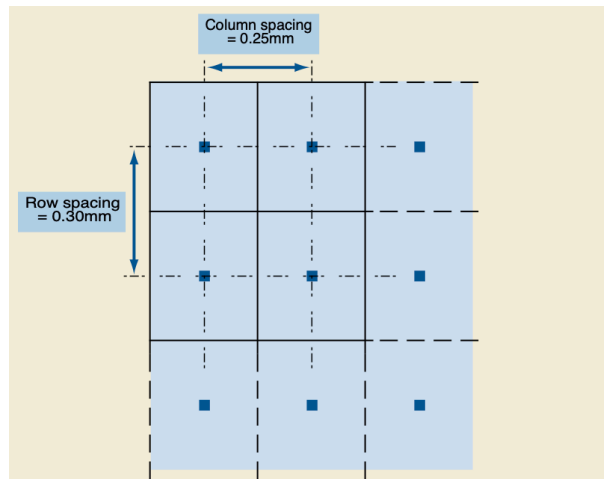 Column spacing
= 0.25mm
Row spacing
= 0.30mm